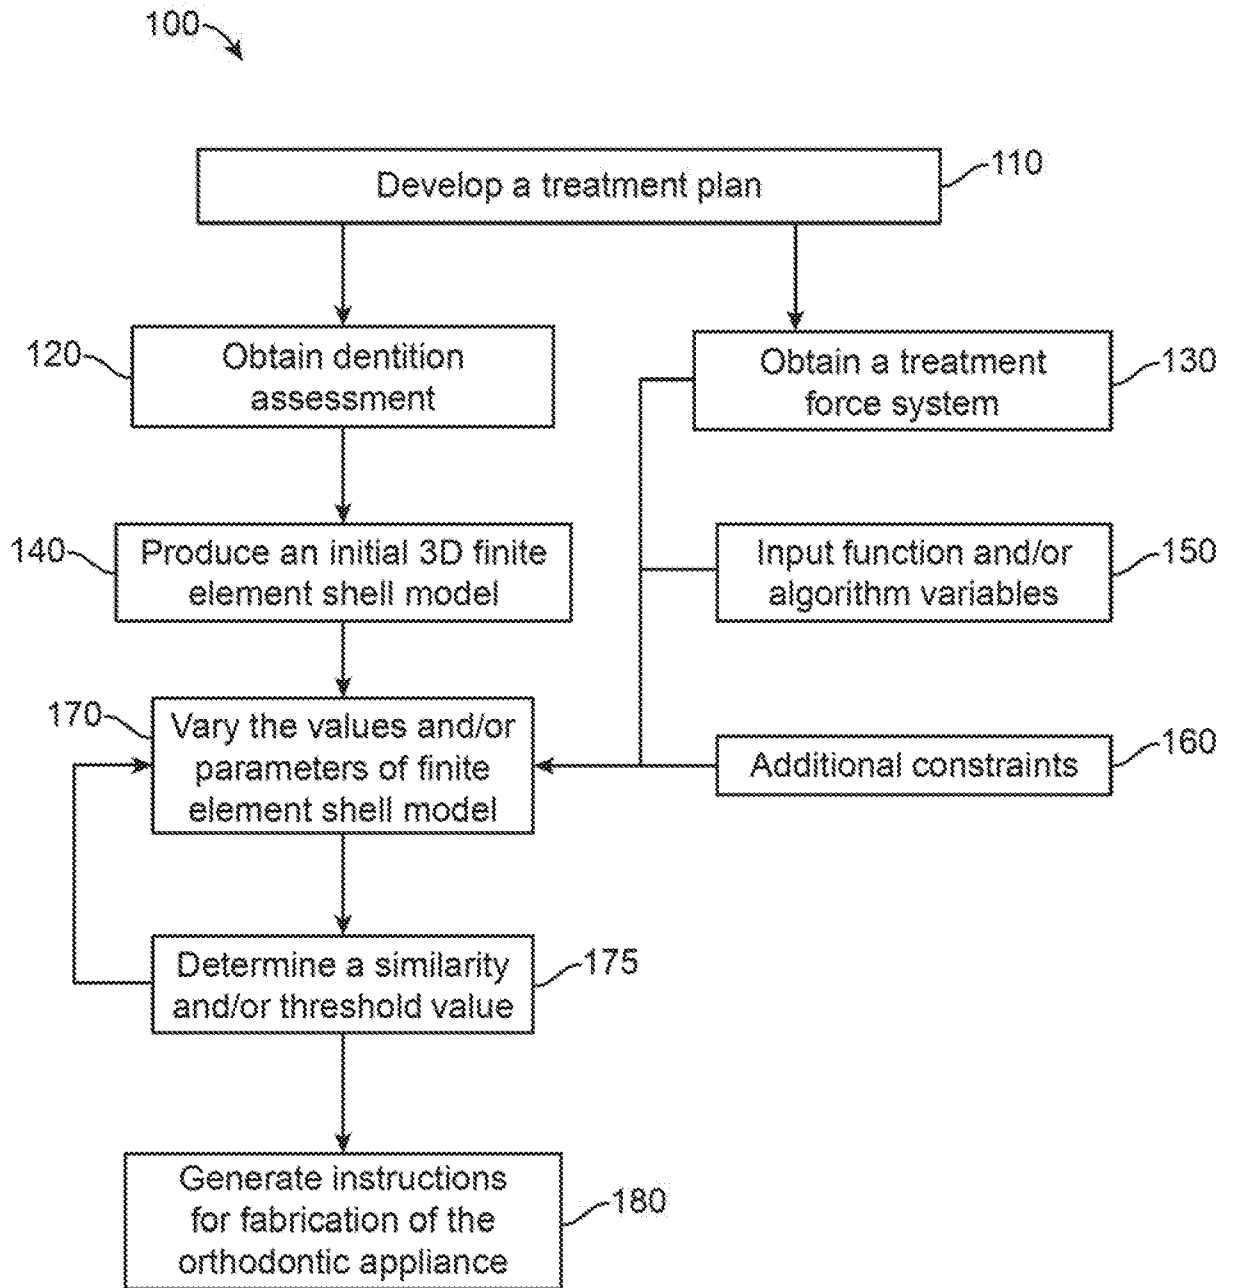 100
Develop a treatment plan
110
120
Obtain dentition
assessment
Obtain a treatment
force system
130
140
Produce an initial 3D finite
element shell model
Input function and/or
algorithm variables
150
170
Vary the values and/or
parameters of finite
element shell model
Additional constraints
160
Determine a similarity
and/or threshold value
175
Generate instructions
for fabrication of the
orthodontic appliance
180